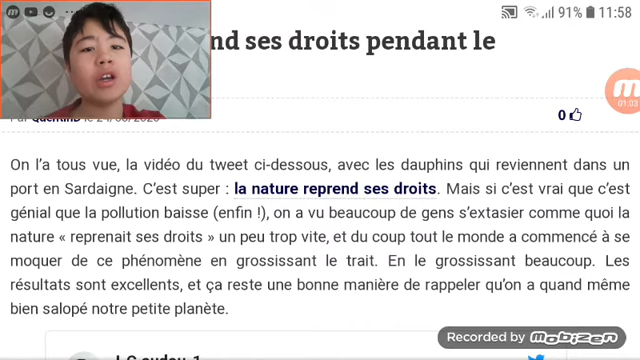 91% 11:58
nd ses droits pendant le
01:03
0
On l'a tous vue, la vidéo du tweet ci-dessous, avec les dauphins qui reviennent dans un
port en Sardaigne. C'est super : la nature reprend ses droits. Mais si c'est vrai que c'est
génial que la pollution baisse (enfin !), on a vu beaucoup de gens s'extasier comme quoi la
nature « reprenait ses droits » un peu trop vite, et du coup tout le monde a commencé à se
moquer de ce phénomène en grossissant le trait. En le grossissant beaucoup. Les
résultats sont excellents, et ça reste une bonne manière de rappeler qu'on a quand même
bien salopé notre petite planète.
Recorded by mobizen